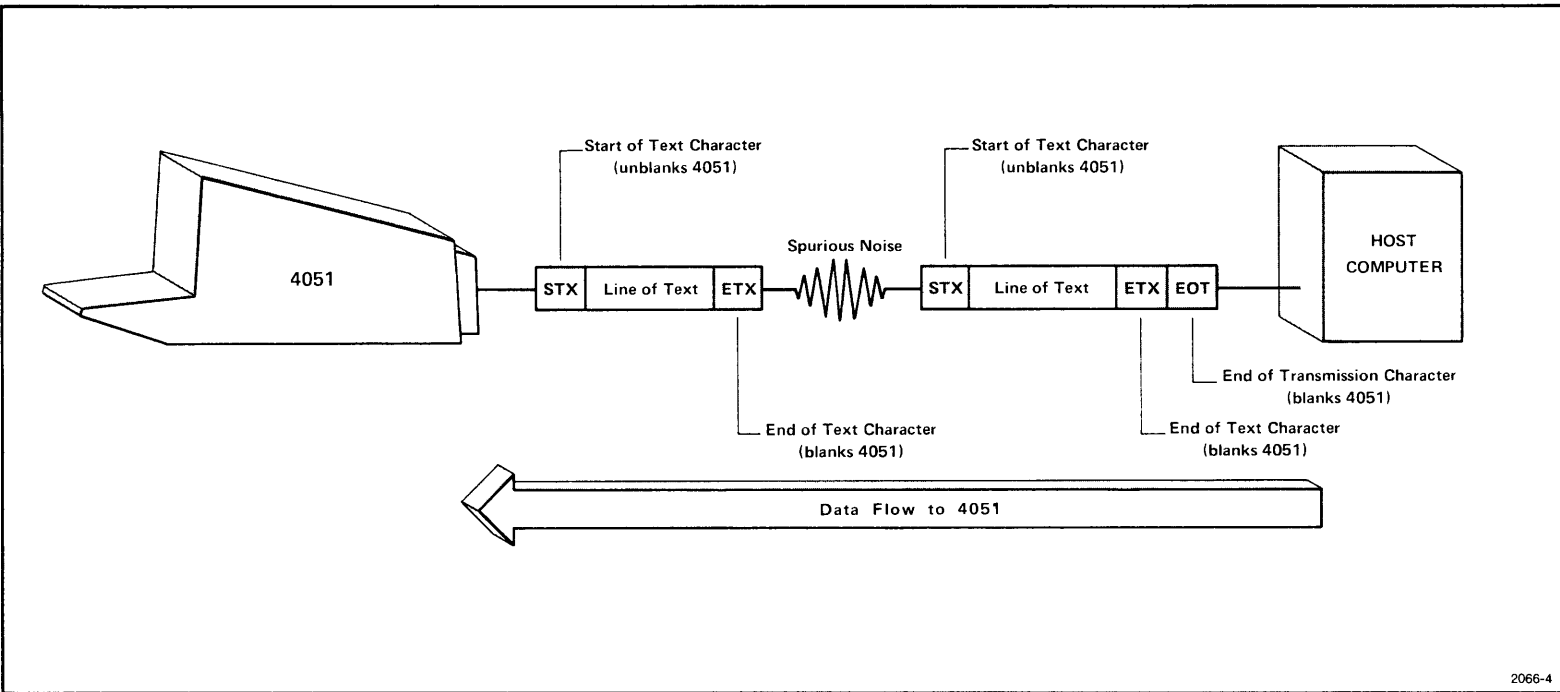 Start of Text Character
(unblanks 4051)
Start of Text Character
(unblanks 4051)
Spurious Noise
HOST
COMPUTER
4051
STX
Line of Text
ETX
STX
Line of Text
ETX
EOT
End of Transmission Character
(blanks 4051)
End of Text Character
(blanks 4051)
End of Text Character
(blanks 4051)
Data Flow to 4051
2066-4